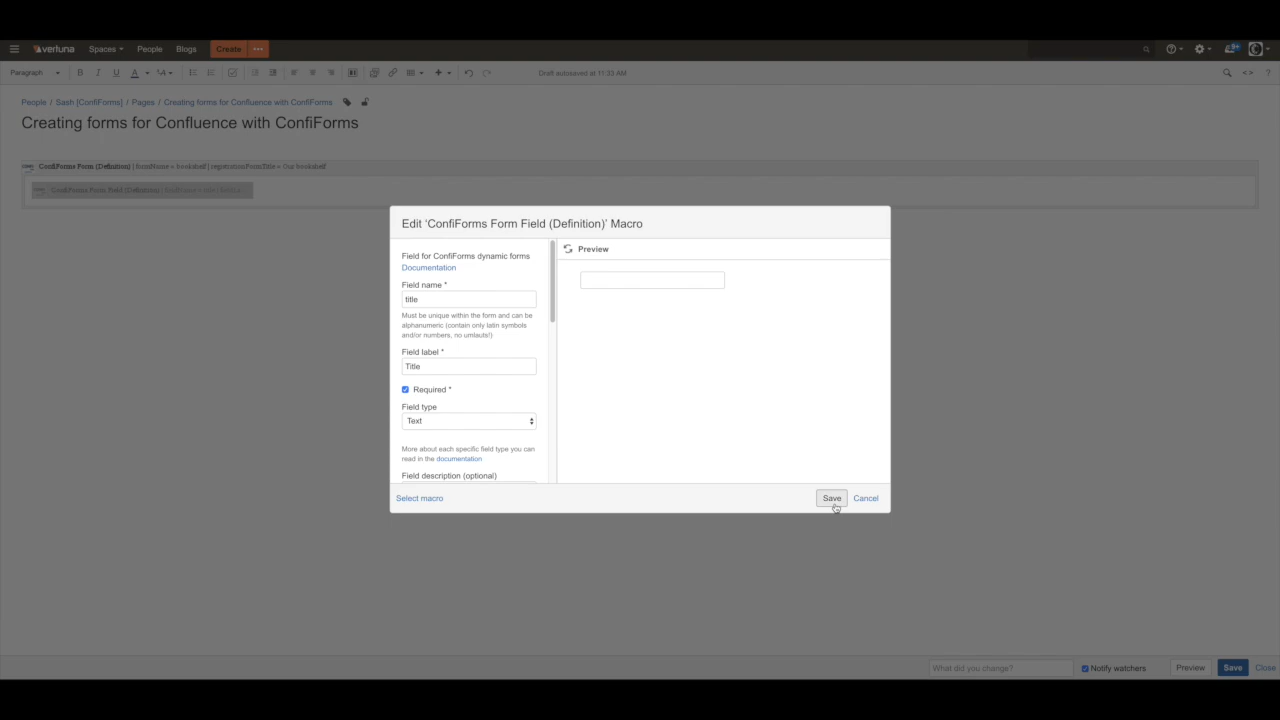 vertuna
Spaces
People
Blogs
Create
9+
Paragraph
B
I
U
A
Draft autosaved at 11:33 AM
< >
?
People / Sash [ConfiForms] / Pages / Creating forms for Confluence with ConfiForms
Creating forms for Confluence with ConfiForms
ConfiForms Form (Definition) | formName = bookshelf | registrationFormTitle = Our bookshelf
ConfiForms Form Field (Definition)
Edit ‘ConfiForms Form Field (Definition)’ Macro
Field for ConfiForms dynamic forms
Documentation
Field name *
title
Must be unique within the form and can be
alphanumeric (contain only latin symbols
and/or numbers, no umlauts!)
Field label *
Title
Required *
Field type
Text
More about each specific field type you can
read in the documentation
Field description (optional)
Preview
Select macro
Save
Cancel
What did you change?
Notify watchers
Preview
Save
Close